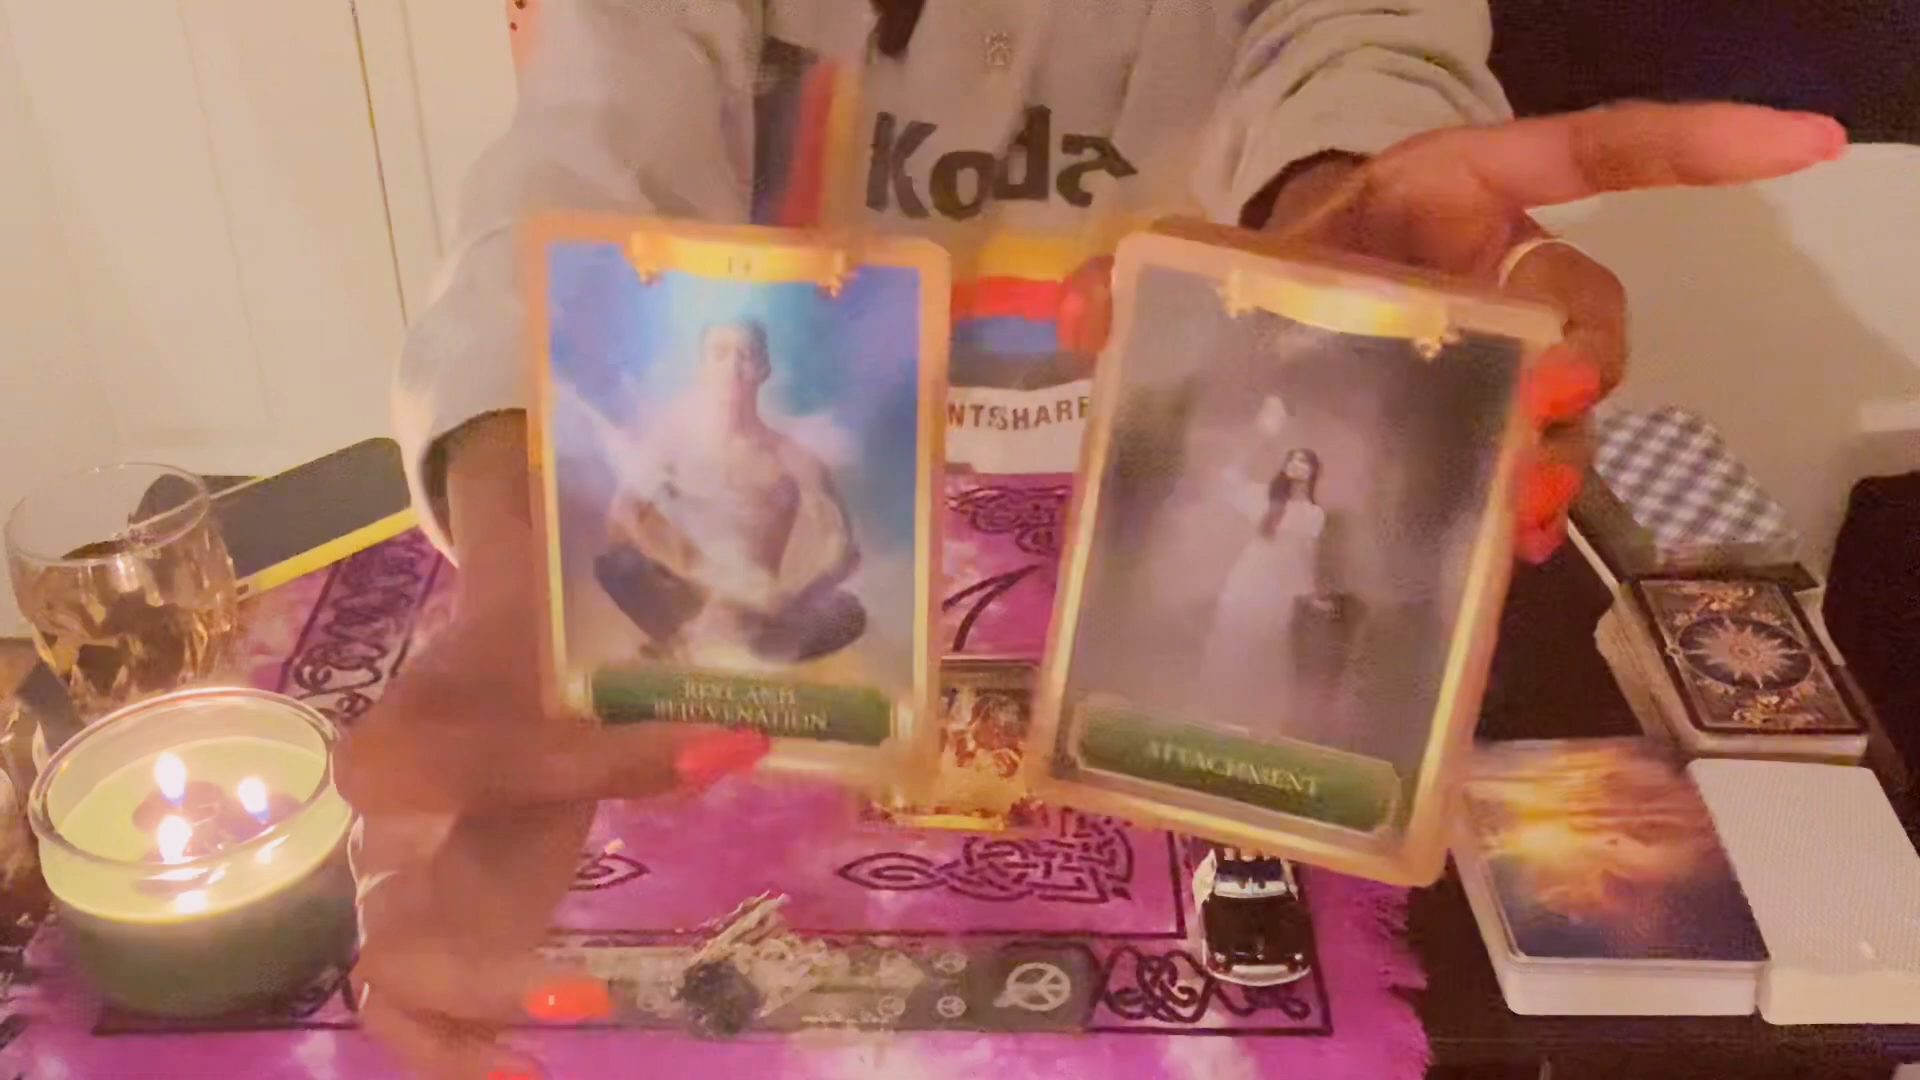 Koda
NTSHARE
REST AND
REJUVENATION
ATTACHMENT